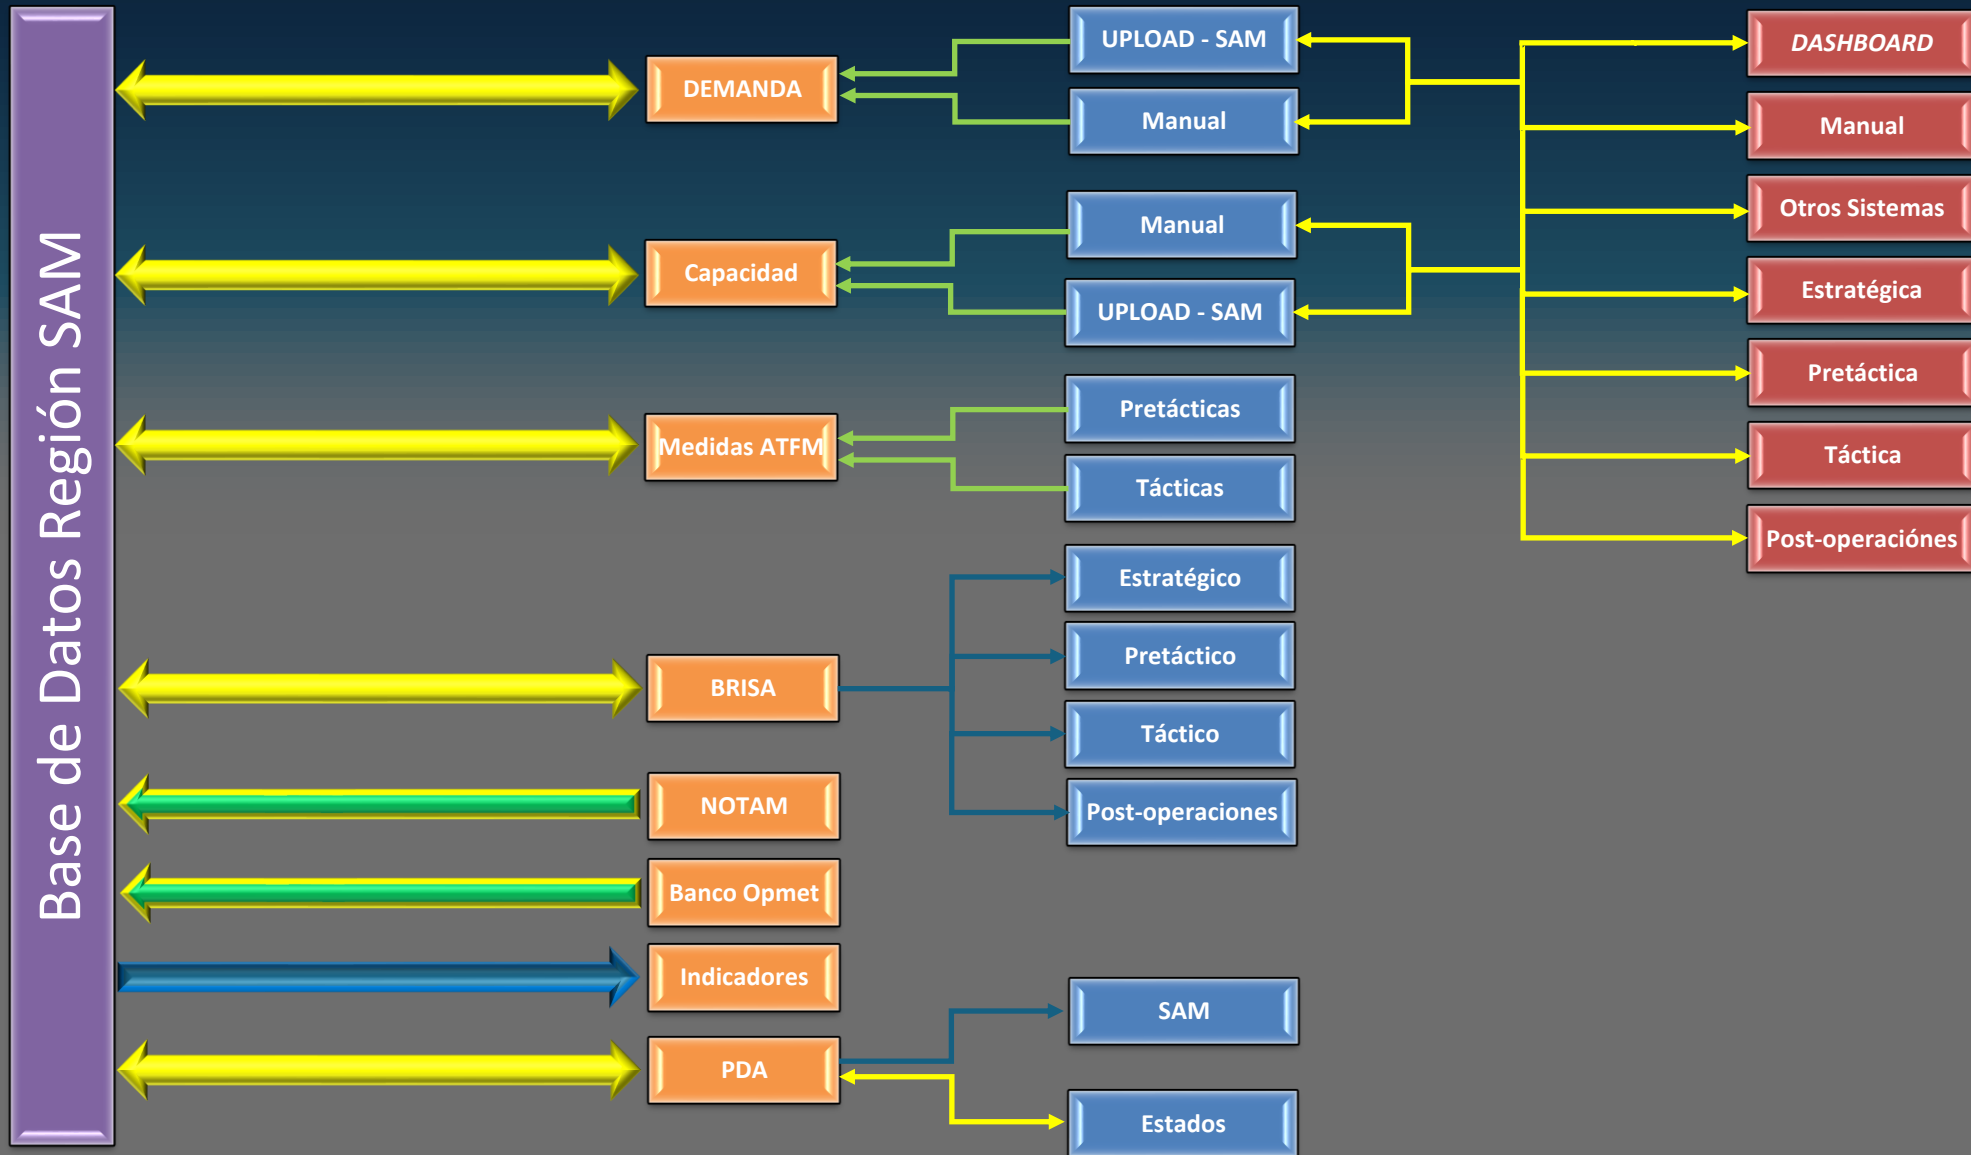 Base de Datos Región SAM
DEMANDA
Capacidad
Medidas ATFM
BRISA
NOTAM
Banco Opmet
Indicadores
PDA
UPLOAD - SAM
Manual
Manual
UPLOAD - SAM
Pretácticas
Tácticas
Estratégico
Pretáctico
Táctico
Post-operaciones
SAM
Estados
DASHBOARD
Manual
Otros Sistemas
Estratégica
Pretáctica
Táctica
Post-operaciónes